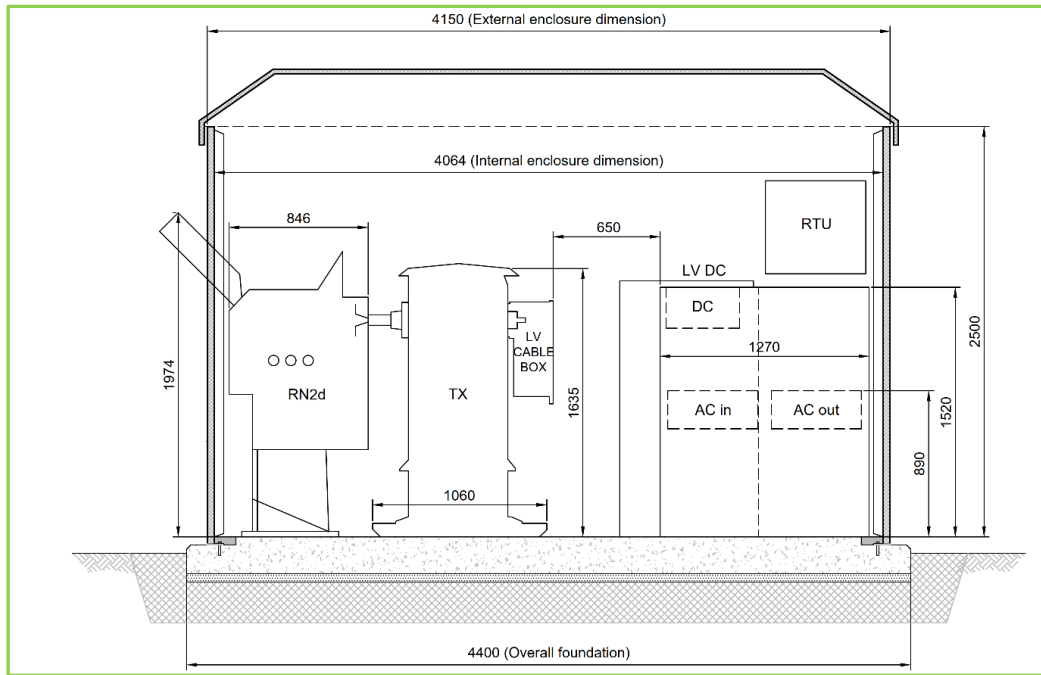 4150 (External enclosure dimension)
4064 (Internal enclosure dimension)
846
650
RTU
LV DC
DC
2500
1974
LV
CABLE
BOX
1270
RN2d
TX
1635
AC in
AC out
1520
890
1060
4400 (Overall foundation)